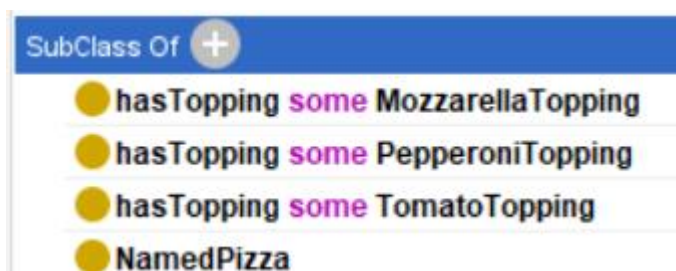 SubClass Of +
hasTopping some MozzarellaTopping
hasTopping some PepperoniTopping
hasTopping some TomatoTopping
NamedPizza